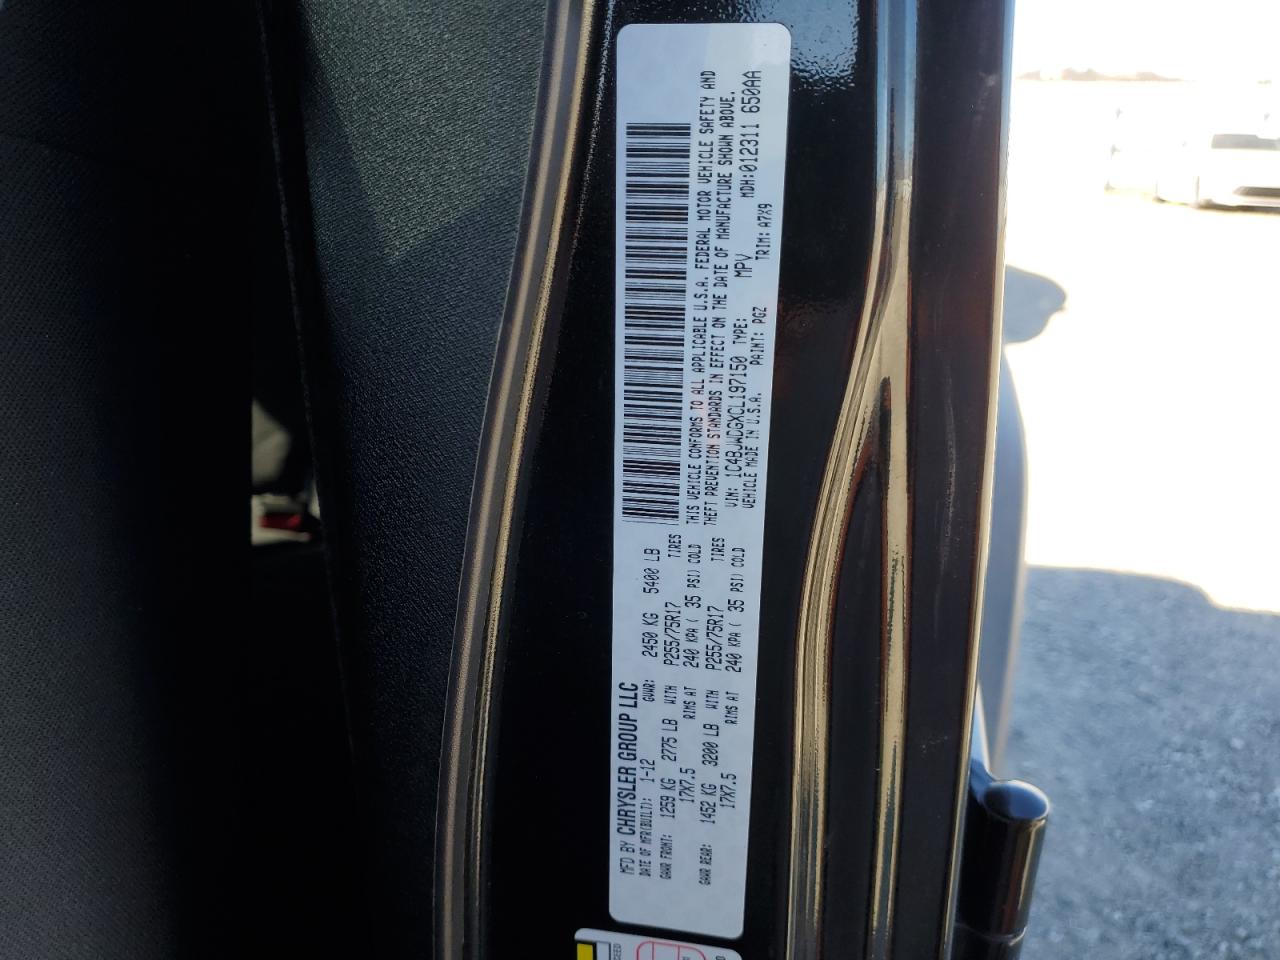 MFD BY CHRYSLER GROUP LLC
DATE OF MFR(BUILT): 1-12 GVWR: 2450 KG 5400 LB
GAWR FRONT: 1259 KG 2775 LB WITH P255/75R17 TIRES
17X7.5 RIMS AT 240 KPA ( 35 PSI) COLD
GAWR REAR: 1452 KG 3200 LB WITH P255/75R17 TIRES
17X7.5 RIMS AT 240 KPA ( 35 PSI) COLD
THIS VEHICLE CONFORMS TO ALL APPLICABLE U.S.A. FEDERAL MOTOR VEHICLE SAFETY AND
THEFT PREVENTION STANDARDS IN EFFECT ON THE DATE OF MANUFACTURE SHOWN ABOVE.
VIN: 1C4BJWDGXCL197150 TYPE: MPV MDH:012311 650AA
VEHICLE MADE IN U.S.A. PAINT: PGZ TRIM: A7X9